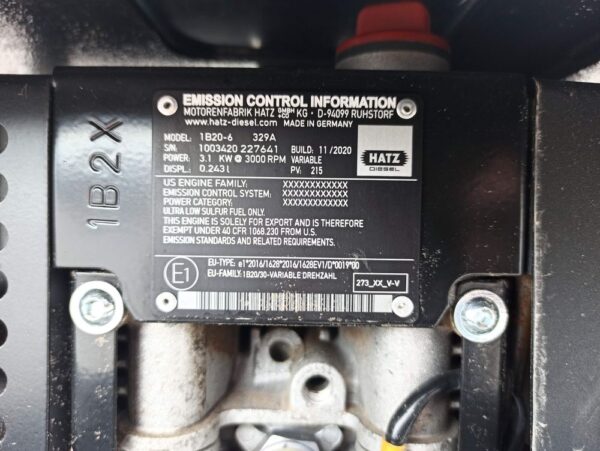 1B2X
EMISSION CONTROL INFORMATION
MOTORENFABRIK HATZ GMBH +CO KG · D-94099 RUHSTORF
www.hatz-diesel.com MADE IN GERMANY
MODEL: 1B20-6 329A
S/N: 1003420 227641 BUILD: 11/2020
POWER: 3.1 KW @ 3000 RPM VARIABLE
DISPL.: 0.243 l PV: 215
HATZ
DIESEL
US ENGINE FAMILY: XXXXXXXXXXXX
EMISSION CONTROL SYSTEM: XXXXXXXXXXXX
POWER CATEGORY: XXXXXXXXXXXX
ULTRA LOW SULFUR FUEL ONLY.
THIS ENGINE IS SOLELY FOR EXPORT AND IS THEREFORE
EXEMPT UNDER 40 CFR 1068.230 FROM U.S.
EMISSION STANDARDS AND RELATED REQUIREMENTS.
E1
EU-TYPE: e1*2016/1628*2016/1628EV1/D*0019*00
EU-FAMILY: 1B20/30-VARIABLE DREHZAHL
273_XX_V-V